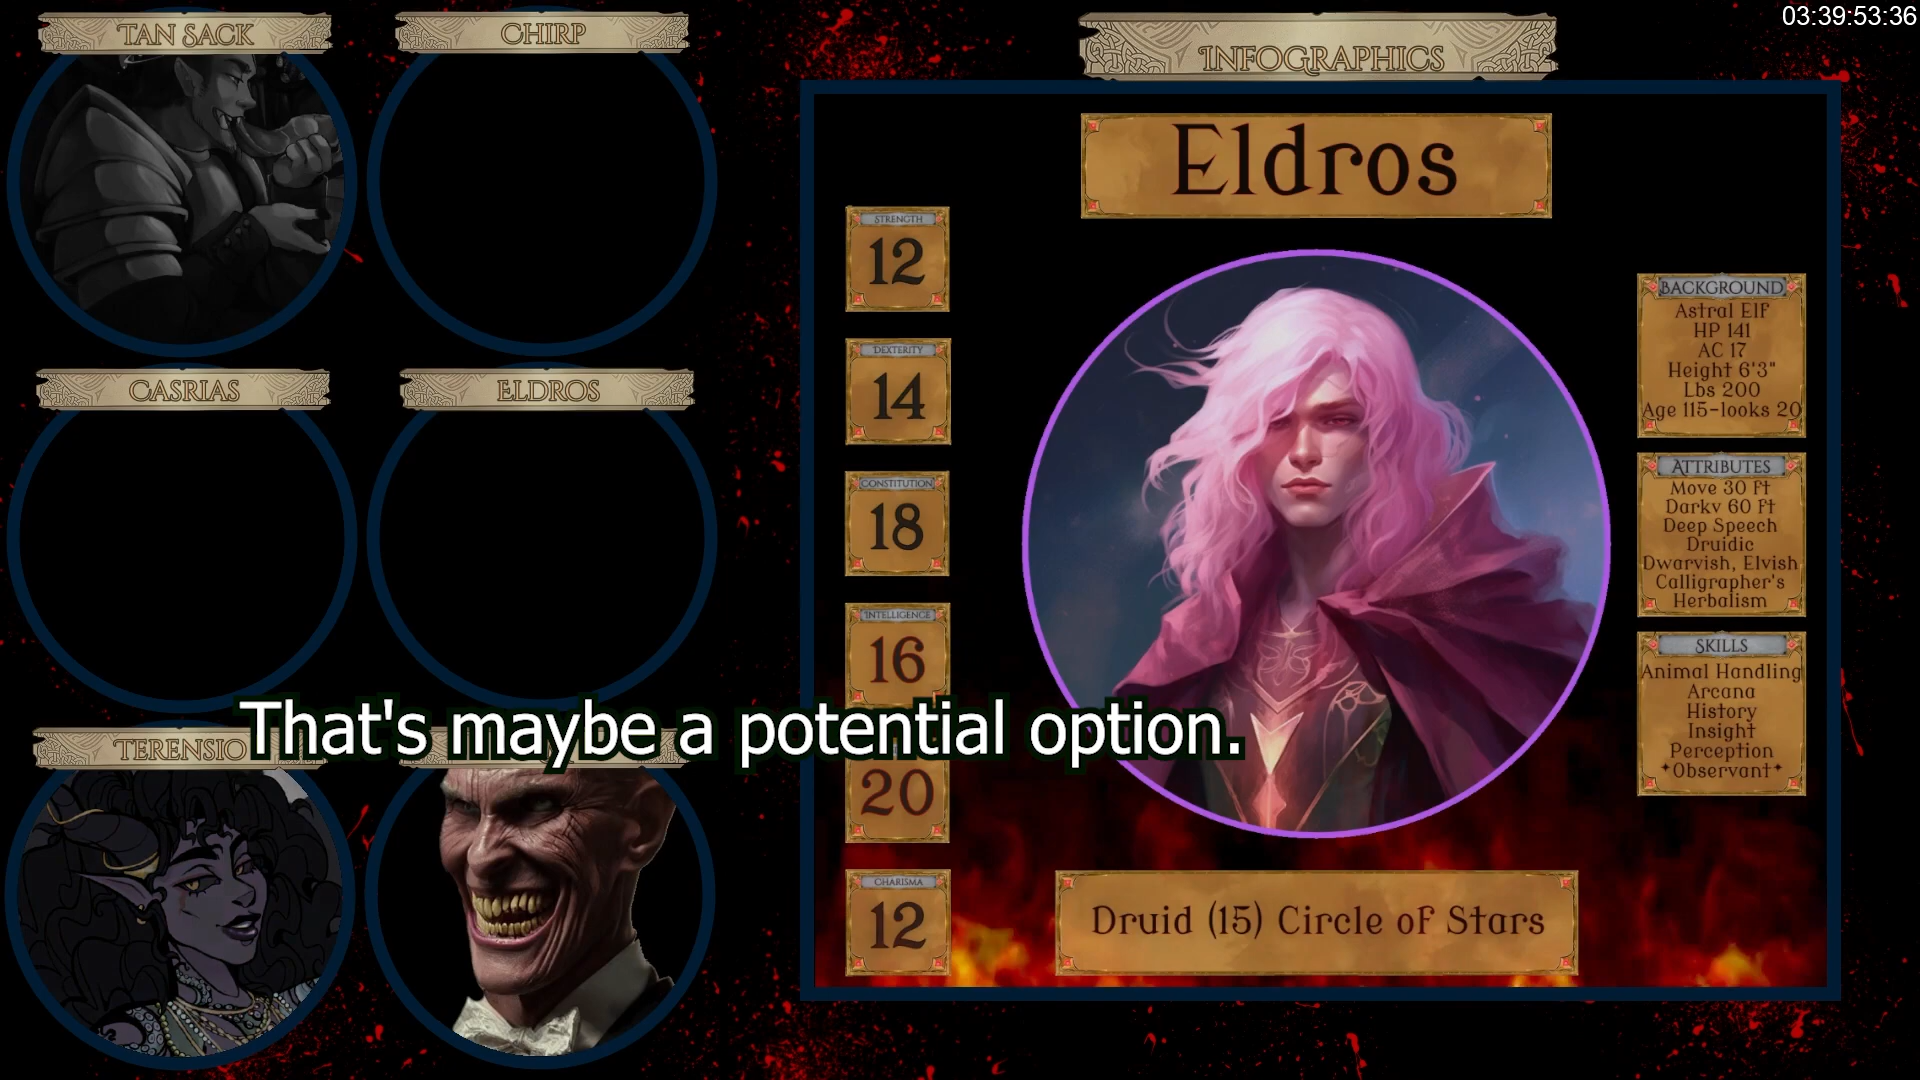 03:39:53:36
TAN SACK
CHIRP
INFOGRAPHICS
Eldros
STRENGTH
12
DEXTERITY
14
CONSTITUTION
18
INTELLIGENCE
16
20
CHARISMA
12
BACKGROUND
Astral Elf
HP 141
AC 17
Height 6'3"
Lbs 200
Age 115-looks 20
ATTRIBUTES
Move 30 Ft
Darkv 60 Ft
Deep Speech
Druidic
Dwarvish, Elvish
Calligrapher's
Herbalism
SKILLS
Animal Handling
Arcana
History
Insight
Perception
*Observant*
CASRIAS
ELDROS
TERENSIO
That's maybe a potential option.
Druid (15) Circle of Stars